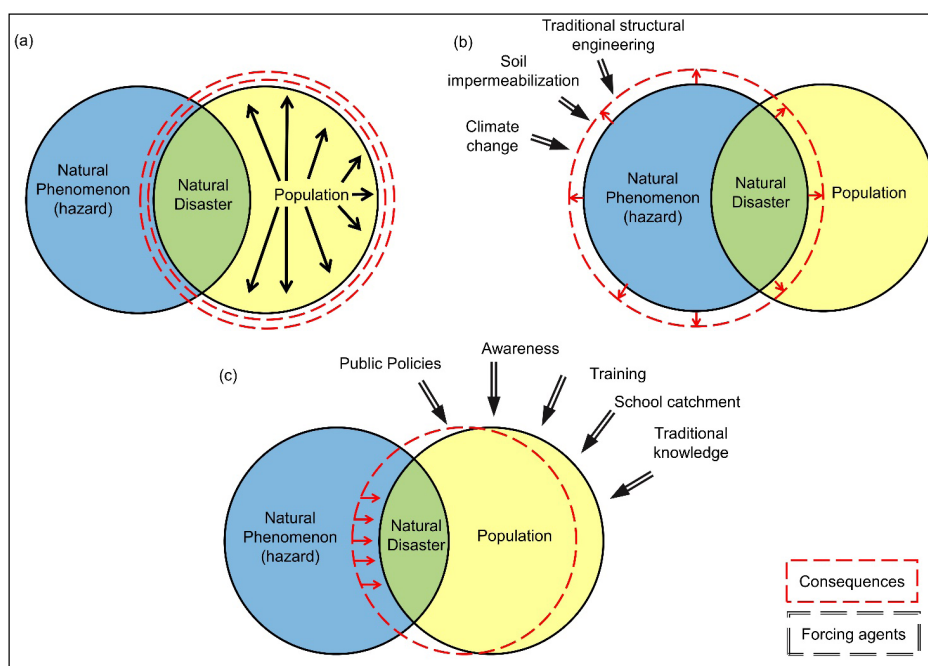 (a)
Natural
Phenomenon
(hazard)
Natural
Disaster
Population
(b)
Traditional structural
engineering
Soil
impermeabilization
Climate
change
Natural
Phenomenon
(hazard)
Natural
Disaster
Population
(c)
Public Policies
Awareness
Training
School catchment
Traditional
knowledge
Natural
Phenomenon
(hazard)
Natural
Disaster
Population
Consequences
Forcing agents